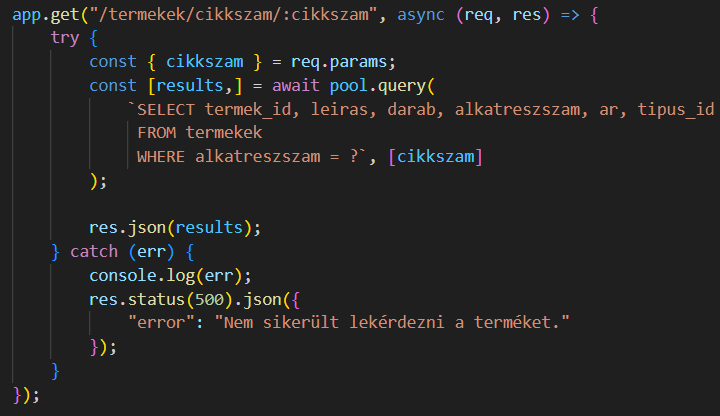 app.get("/termekek/cikkszam/:cikkszam", async (req, res) => {
    try {
        const { cikkszam } = req.params;
        const [results,] = await pool.query(
            `SELECT termek_id, leiras, darab, alkatreszszam, ar, tipus_id
             FROM termekek
             WHERE alkatreszszam = ?`, [cikkszam]
        );

        res.json(results);
    } catch (err) {
        console.log(err);
        res.status(500).json({
            "error": "Nem sikerült lekérdezni a terméket."
        });
    }
});